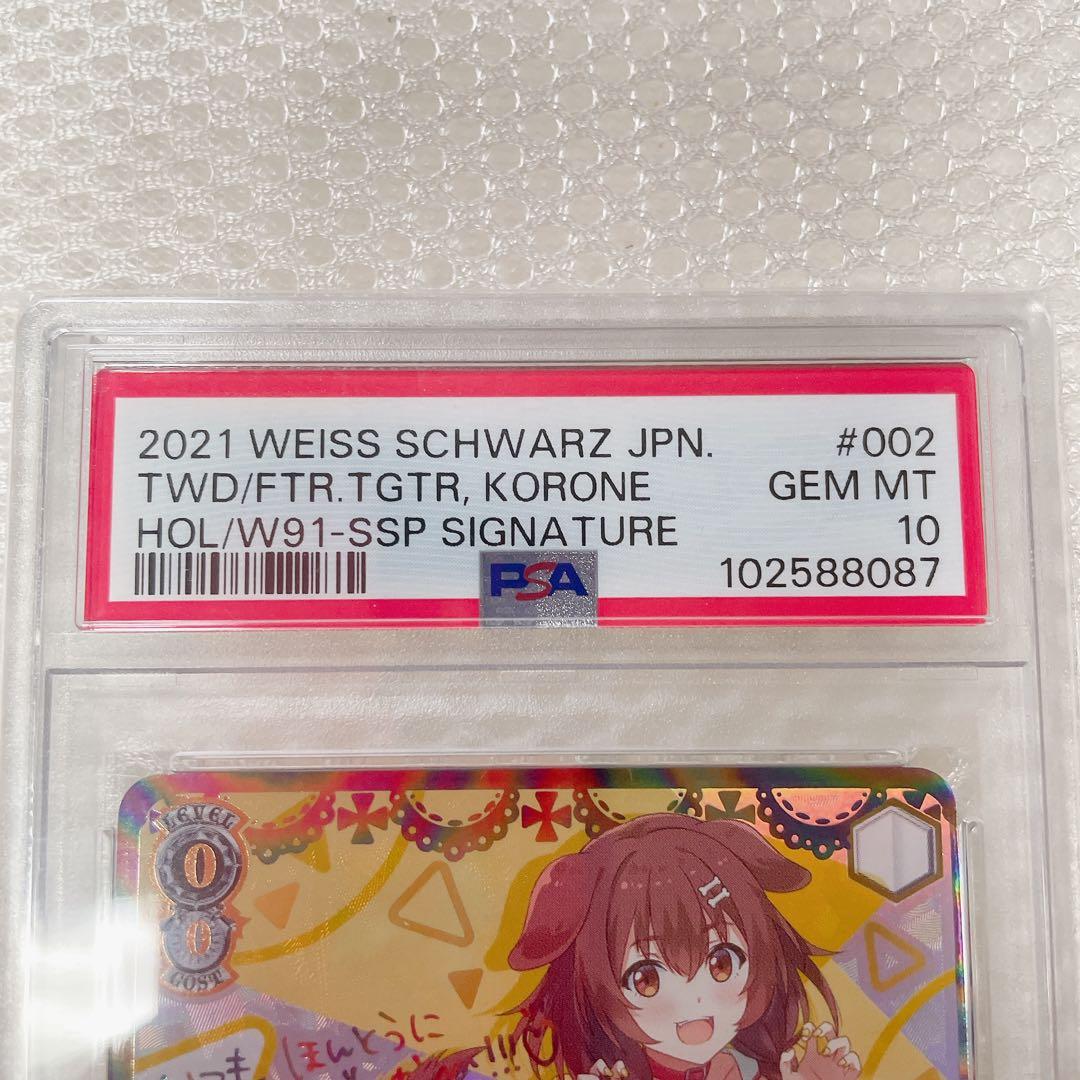 2021 WEISS SCHWARZ JPN. #002
TWD/FTR.TGTR, KORONE GEM MT
HOL/W91-SSP SIGNATURE 10
PSA 102588087
LEVEL
0
0
COST
ほんとうに
!!!